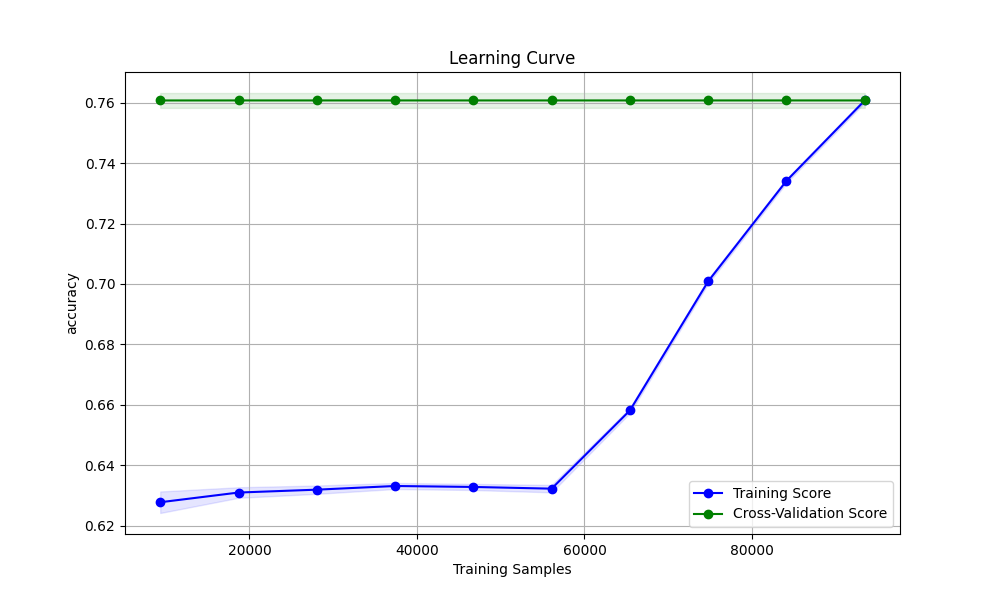 Learning Curve
accuracy
0.76
0.74
0.72
0.70
0.68
0.66
0.64
0.62
Training Score
Cross-Validation Score
20000 40000 60000 80000
Training Samples